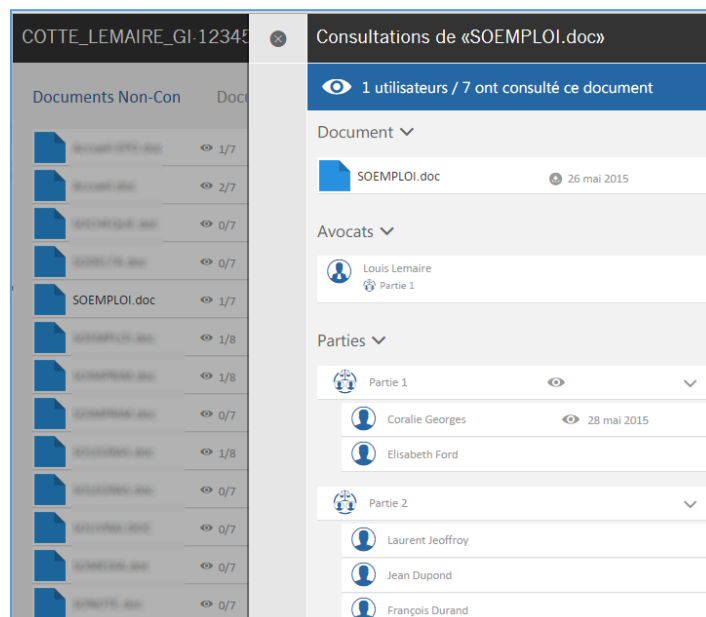 COTTE_LEMAIRE_GI-12345
Documents Non-Con Docu
1/7
2/7
0/7
0/7
SOEMPLOI.doc 1/7
1/8
1/8
0/7
1/8
0/7
0/7
0/7
0/7
Consultations de «SOEMPLOI.doc»
1 utilisateurs / 7 ont consulté ce document
Document
SOEMPLOI.doc 26 mai 2015
Avocats
Louis Lemaire
Partie 1
Parties
Partie 1
Coralie Georges 28 mai 2015
Elisabeth Ford
Partie 2
Laurent Jeoffroy
Jean Dupond
François Durand